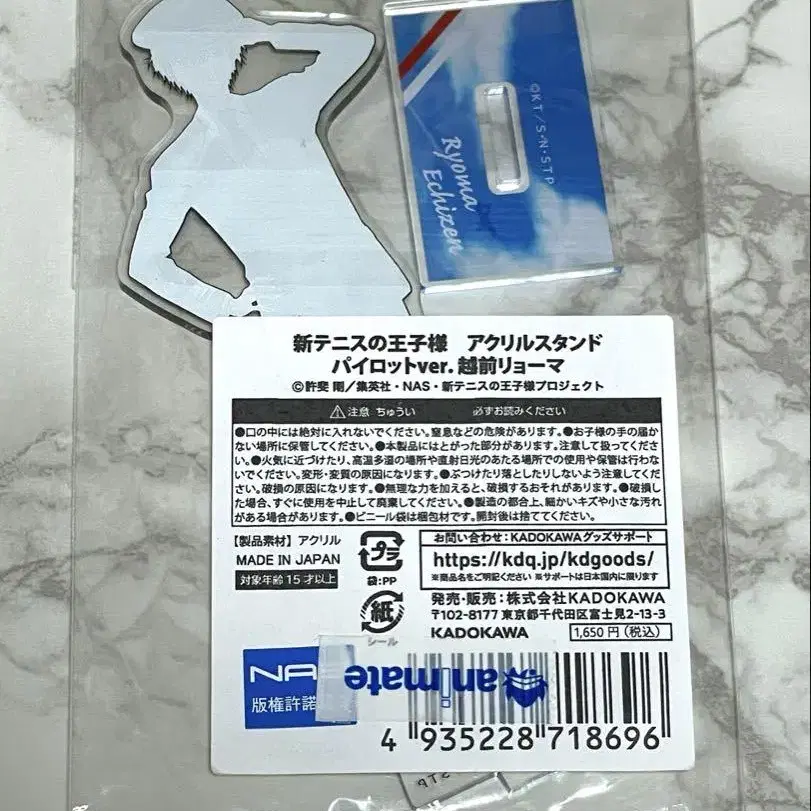 ©KT/S・N・STP
Ryoma
Echizen
新テニスの王子様　アクリルスタンド
パイロットver. 越前リョーマ
©許斐 剛／集英社・NAS・新テニスの王子様プロジェクト
⚠注意 ちゅうい　必ずお読みください
●口の中には絶対に入れないでください。窒息などの危険があります。●お子様の手の届か
ない場所に保管してください。●本製品にはとがった部分があります。注意して扱ってくださ
い。●火気に近づけたり、高温多湿の場所や直射日光のあたる場所での使用や保管は行わな
いでください。変形・変質の原因になります。●ぶつけたり落としたりしないよう注意してくだ
さい。破損の原因になります。●無理な力を加えると、破損するおそれがあります。●破損し
た場合、すぐに使用を中止して廃棄してください。●製造の都合上、細かいキズや小さな汚れ
がある場合があります。●ビニール袋は梱包材です。開封後は捨ててください。
【製品素材】アクリル
MADE IN JAPAN
対象年齢15才以上
プラ
袋:PP
紙
シール
お問い合わせ：KADOKAWAグッズサポート
https://kdq.jp/kdgoods/
※商品名をご明記ください ※サポートは日本国内に限ります
発売・販売：株式会社KADOKAWA
〒102-8177 東京都千代田区富士見2-13-3
KADOKAWA
1,650円（税込）
NA
版権許諾
animate
4 935228 718696